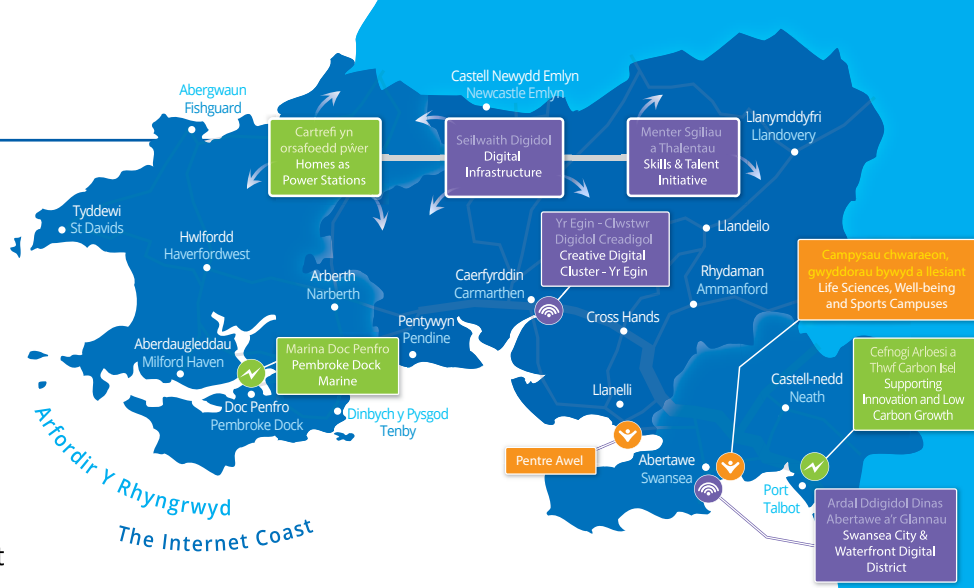 Castell Newydd Emlyn
Newcastle Emlyn
Abergwaun
Fishguard
Llanymddyfri
Llandovery
Cartrefi yn
orsafoedd pŵer
Homes as
Power Stations
Seilwaith Digidol
Digital
Infrastructure
Menter Sgiliau
a Thalentau
Skills & Talent
Initiative
Tyddewi
St Davids
Hwlfordd
Haverfordwest
Yr Egin - Clwstwr
Digidol Creadigol
Creative Digital
Cluster - Yr Egin
Llandeilo
Campysau chwaraeon,
gwyddorau bywyd a llesiant
Life Sciences, Well-being
and Sports Campuses
Arberth
Narberth
Caerfyrddin
Carmarthen
Rhydaman
Ammanford
Pentywyn
Pendine
Cross Hands
Aberdaugleddau
Milford Haven
Marina Doc Penfro
Pembroke Dock
Marine
Cefnogi Arloesi a
Thwf Carbon Isel
Supporting
Innovation and Low
Carbon Growth
Castell-nedd
Neath
Llanelli
Doc Penfro
Pembroke Dock
Dinbych y Pysgod
Tenby
Pentre Awel
Abertawe
Swansea
Port
Talbot
Ardal Ddigidol Dinas
Abertawe a'r Glannau
Swansea City &
Waterfront Digital
District
Arfordir Y Rhyngrwyd
The Internet Coast
t